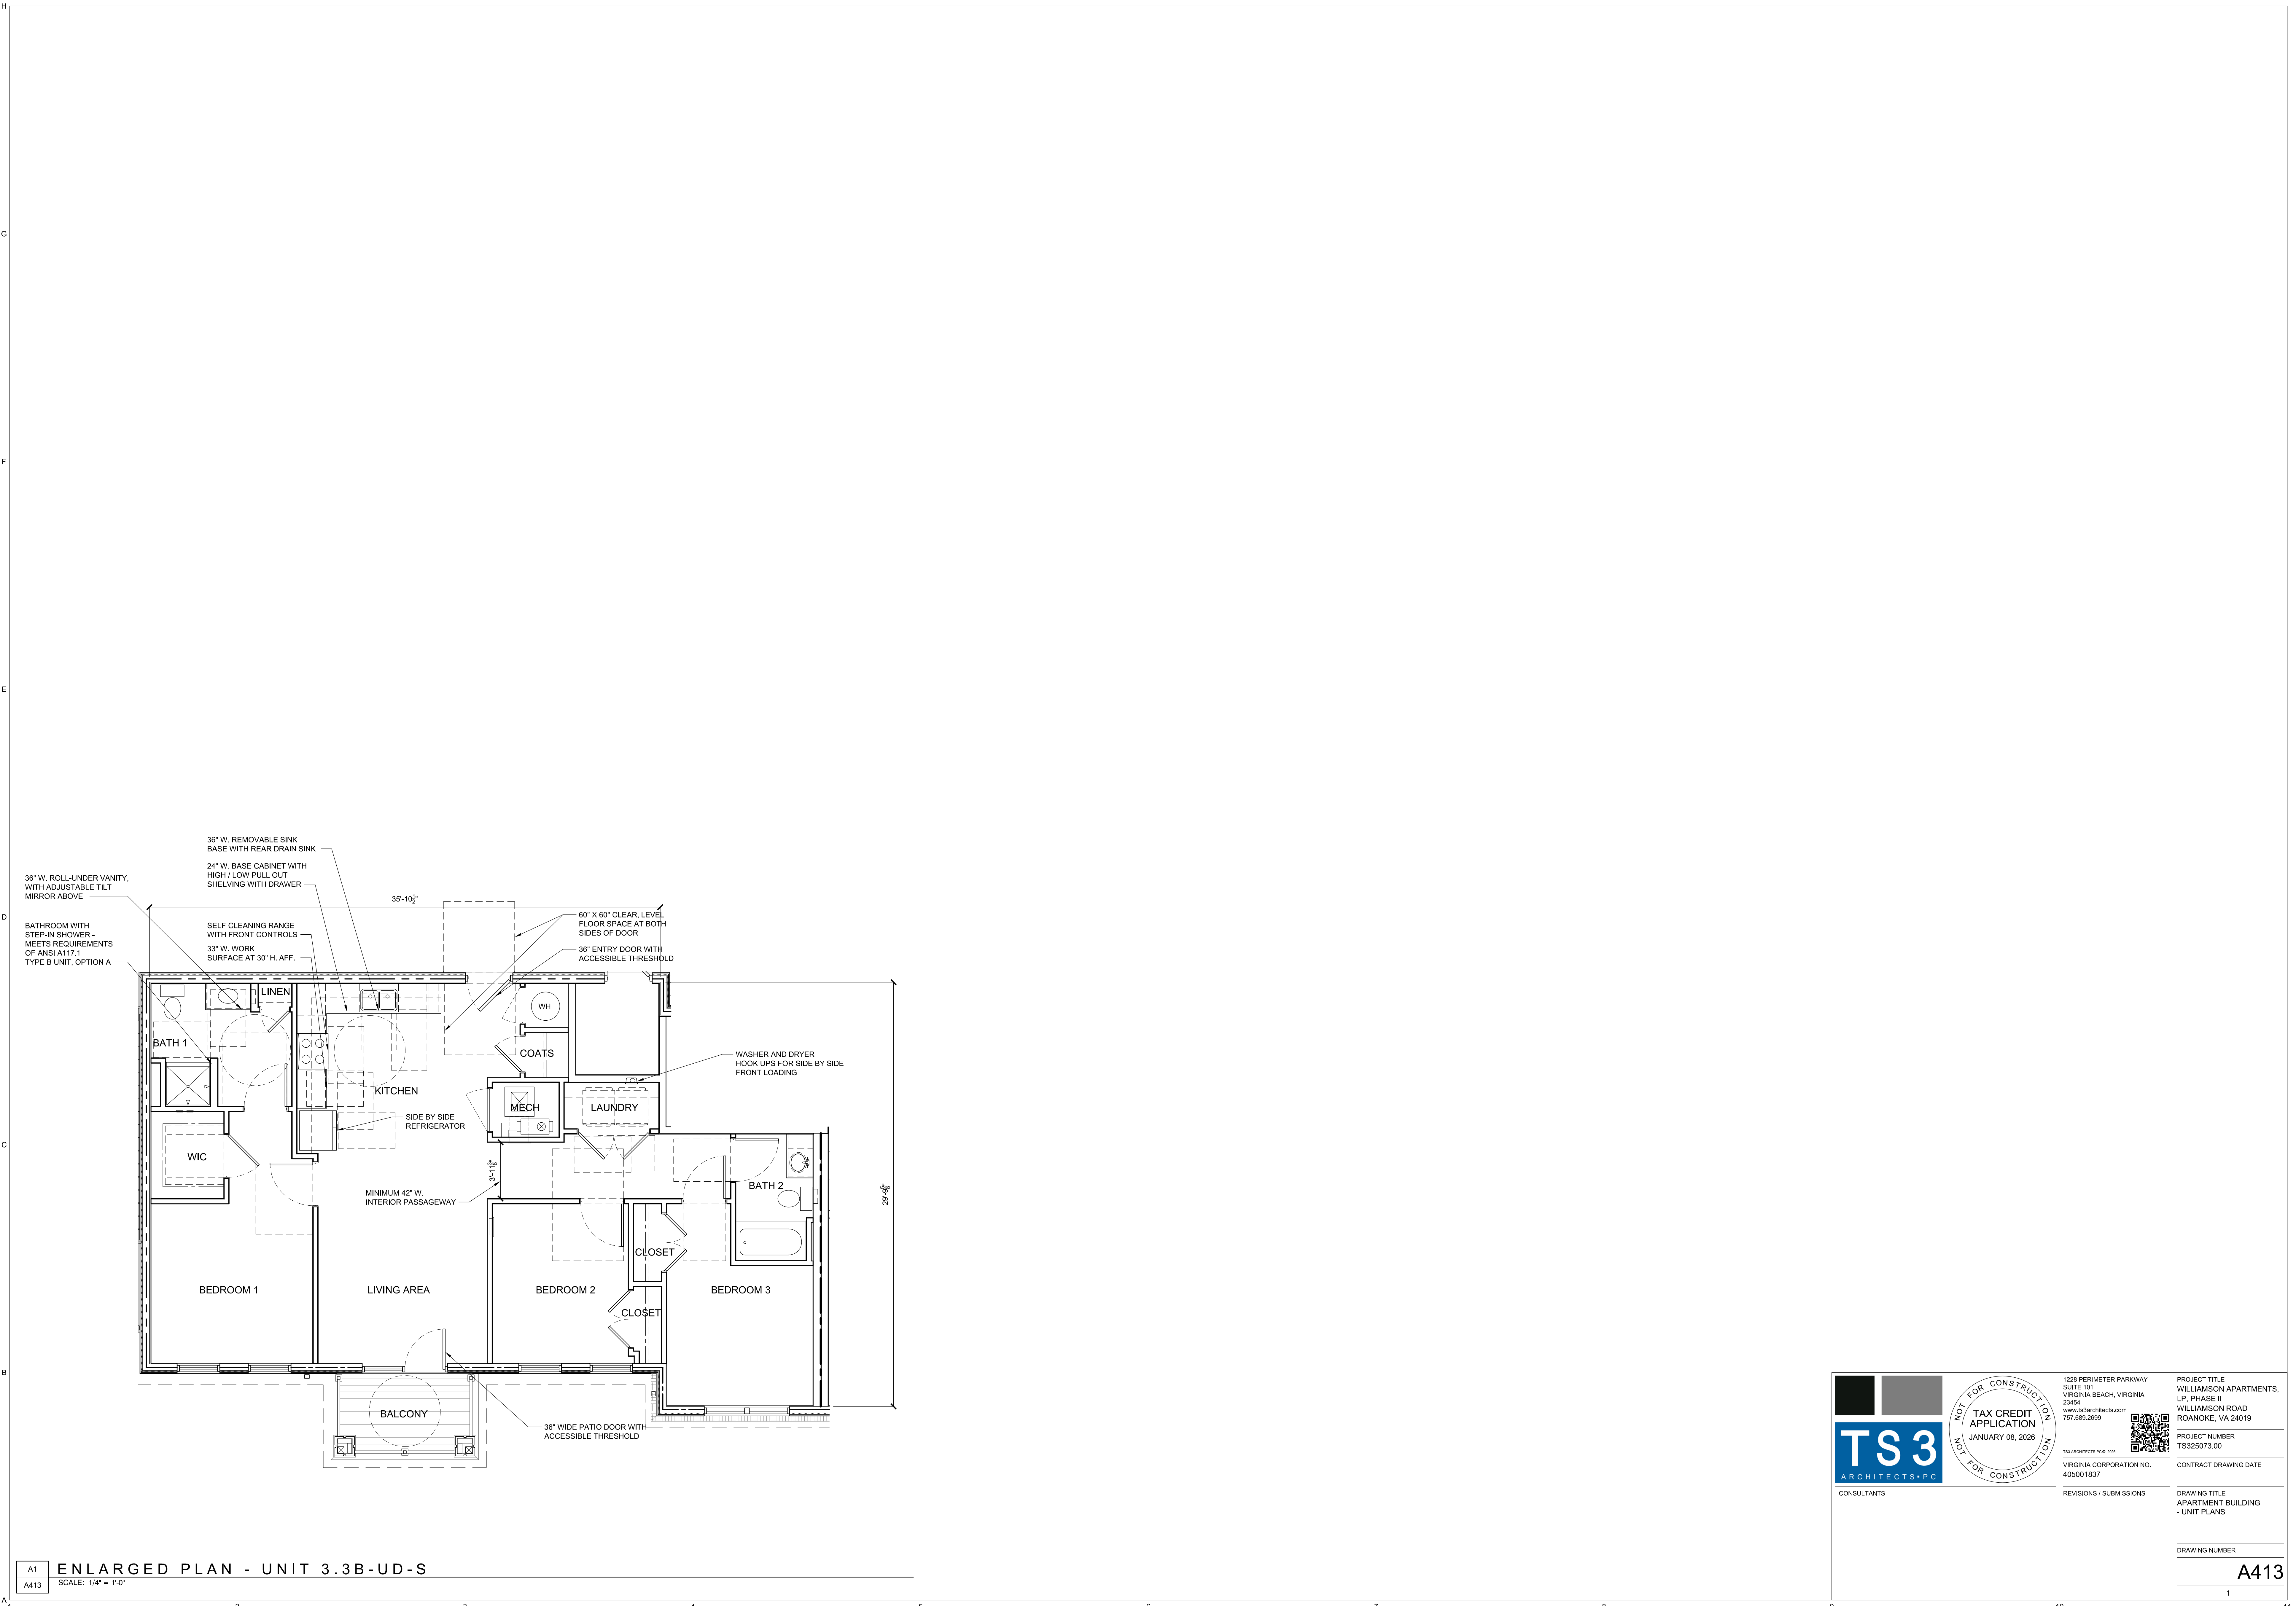 H
G
F
E
D
C
B
A
36" W. REMOVABLE SINK
BASE WITH REAR DRAIN SINK
24" W. BASE CABINET WITH
HIGH / LOW PULL OUT
SHELVING WITH DRAWER
36" W. ROLL-UNDER VANITY,
WITH ADJUSTABLE TILT
MIRROR ABOVE
BATHROOM WITH
STEP-IN SHOWER -
MEETS REQUIREMENTS
OF ANSI A117.1
TYPE B UNIT, OPTION A
SELF CLEANING RANGE
WITH FRONT CONTROLS
33" W. WORK
SURFACE AT 30" H. AFF.
35'-10½"
60" X 60" CLEAR, LEVEL
FLOOR SPACE AT BOTH
SIDES OF DOOR
36" ENTRY DOOR WITH
ACCESSIBLE THRESHOLD
LINEN
WH
BATH 1
COATS
WASHER AND DRYER
HOOK UPS FOR SIDE BY SIDE
FRONT LOADING
KITCHEN
MECH
LAUNDRY
SIDE BY SIDE
REFRIGERATOR
WIC
MINIMUM 42" W.
INTERIOR PASSAGEWAY
BATH 2
CLOSET
BEDROOM 1
LIVING AREA
BEDROOM 2
BEDROOM 3
CLOSET
BALCONY
36" WIDE PATIO DOOR WITH
ACCESSIBLE THRESHOLD
A1
A413
ENLARGED PLAN - UNIT 3.3B-UD-S
SCALE: 1/4" = 1'-0"
TS3
ARCHITECTS PC
NOT FOR CONSTRUCTION
TAX CREDIT
APPLICATION
JANUARY 08, 2026
NOT FOR CONSTRUCTION
1228 PERIMETER PARKWAY
SUITE 101
VIRGINIA BEACH, VIRGINIA
23454
www.ts3architects.com
757.689.2699
TS3 ARCHITECTS PC © 2026
VIRGINIA CORPORATION NO.
405001837
PROJECT TITLE
WILLIAMSON APARTMENTS,
LP, PHASE II
WILLIAMSON ROAD
ROANOKE, VA 24019
PROJECT NUMBER
TS325073.00
CONTRACT DRAWING DATE
CONSULTANTS
REVISIONS / SUBMISSIONS
DRAWING TITLE
APARTMENT BUILDING
- UNIT PLANS
DRAWING NUMBER
A413
1